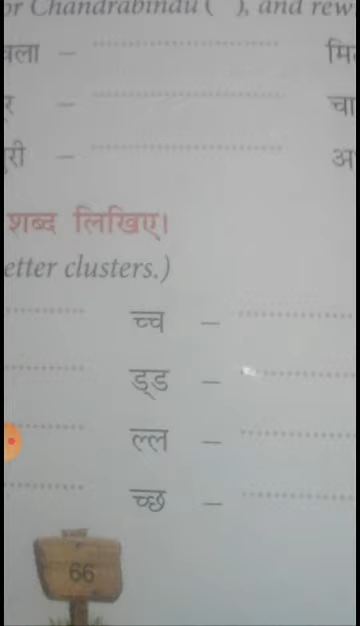 or Chandrabindu ( ), and rew
– मि
– चा
– अ
शब्द लिखिए।
etter clusters.)
च्च –
ड्ड –
ल्ल –
च्छ –
66